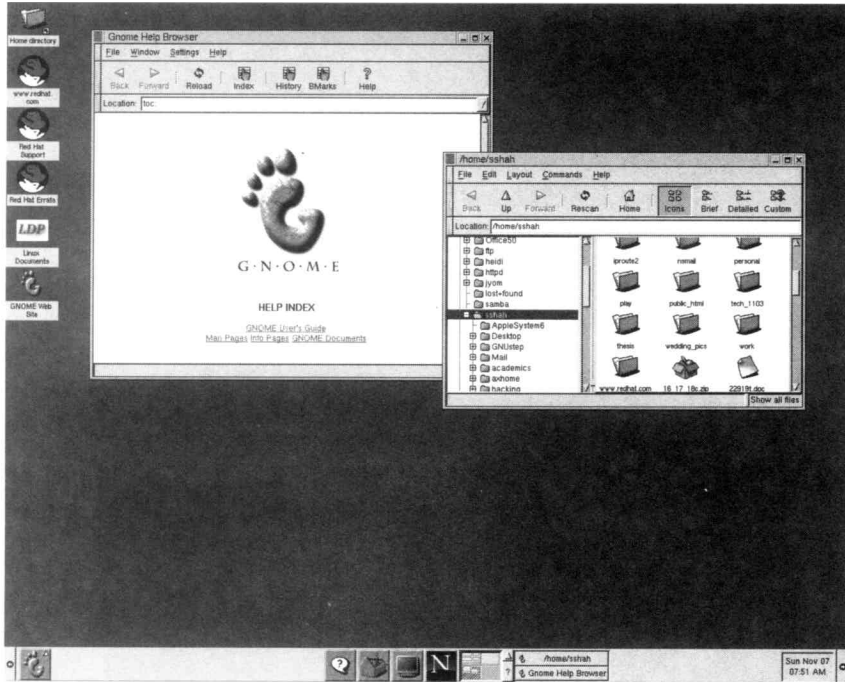 Home directory
www.redhat.
com
Red Hat
Support
Red Hat Errata
LDP
Linux
Documents
GNOME Web
Site
Gnome Help Browser
File Window Settings Help
Back Forward Reload Index History BMarks Help
Location: toc:
G·N·O·M·E
HELP INDEX
GNOME User's Guide
Man Pages Info Pages GNOME Documents
/home/sshah
File Edit Layout Commands Help
Back Up Forward Rescan Home Icons Brief Detailed Custom
Location: /home/sshah
Office50
ftp
heidi
httpd
jyom
lost+found
samba
sshah
AppleSystem6
Desktop
GNUstep
Mail
academics
axhome
hacking
iproute2 nsmail personal
play public_html tech_1103
thesis wedding_pics work
www.redhat.com 16_17_18c.zip 22919t.doc
Show all files
N
/home/sshah
Gnome Help Browser
Sun Nov 07
07:51 AM